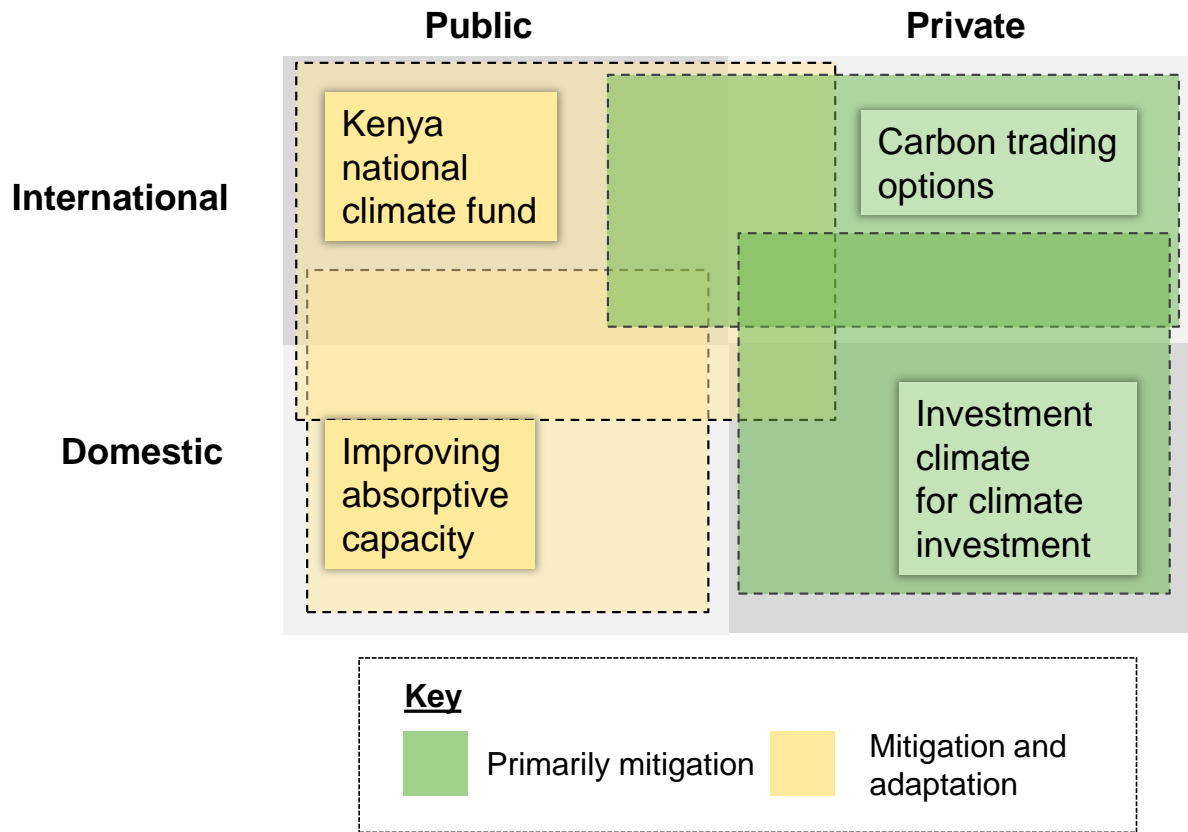 Public
Private
International
Kenya
national
climate fund
Carbon trading
options
Domestic
Improving
absorptive
capacity
Investment
climate
for climate
investment
Key
Primarily mitigation
Mitigation and
adaptation